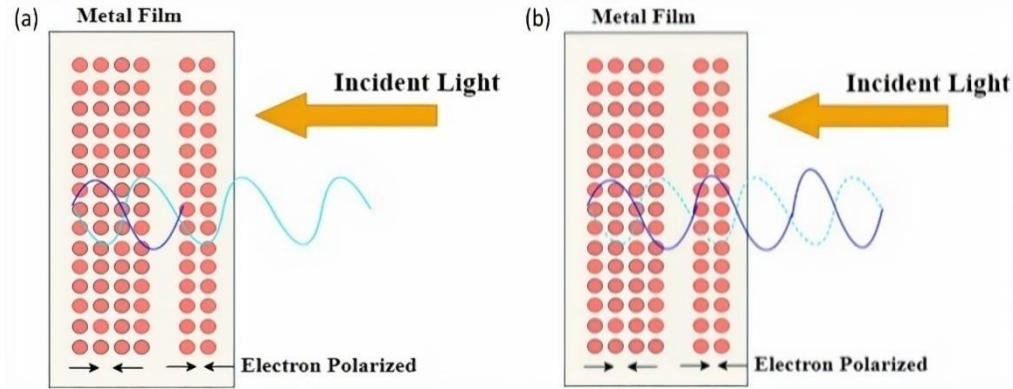 (a)
Metal Film
Incident Light
Electron Polarized
(b)
Metal Film
Incident Light
Electron Polarized